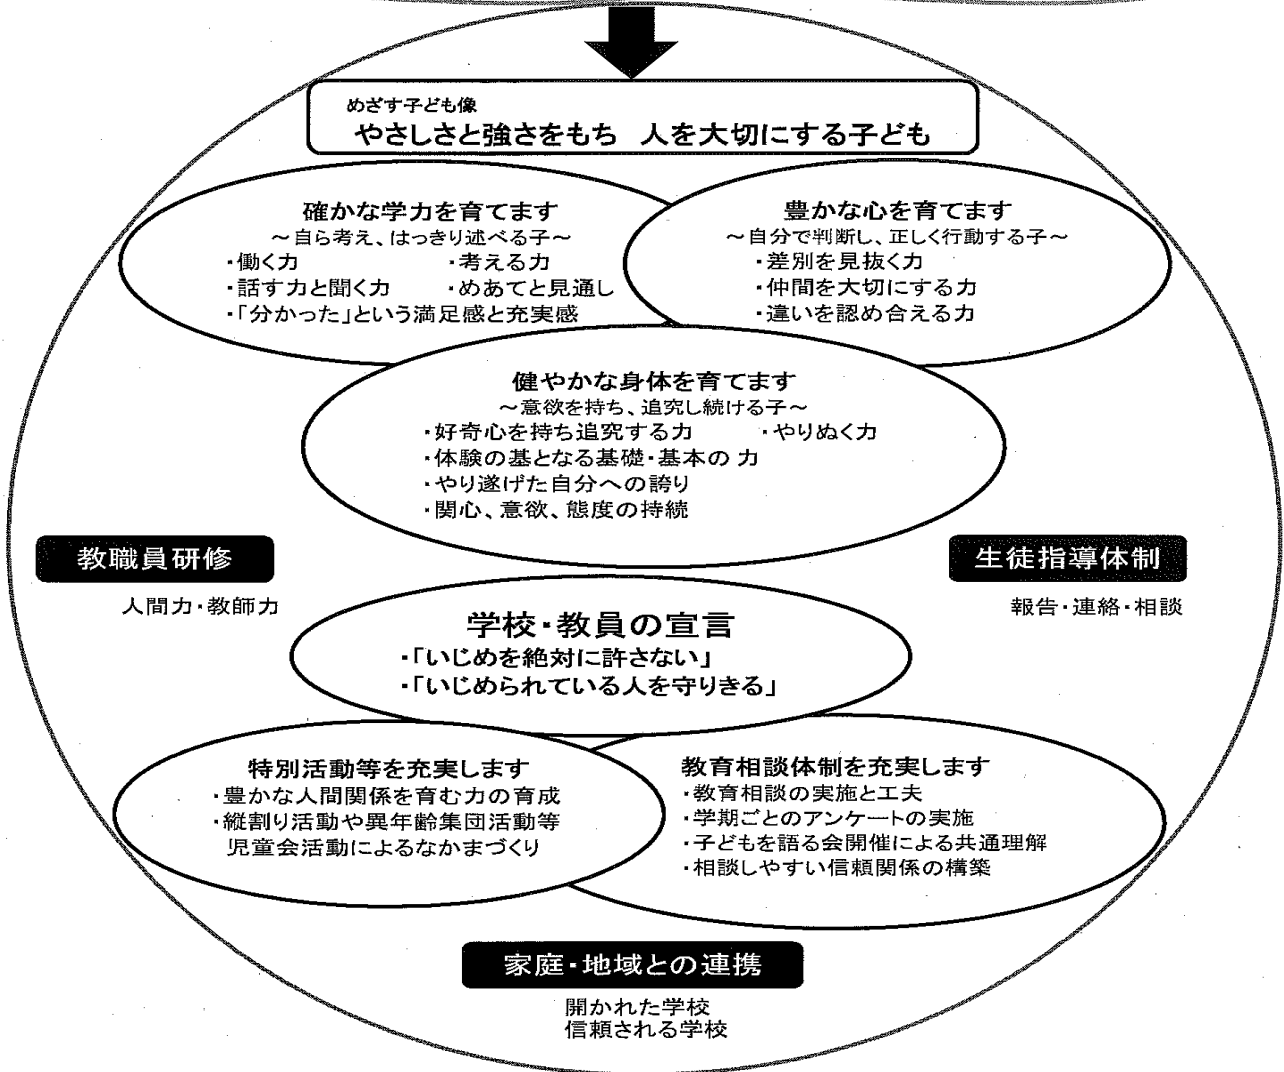 めざす子ども像
やさしさと強さをもち 人を大切にする子ども
確かな学力を育てます
～自ら考え、はっきり述べる子～
・働く力 ・考える力
・話す力と聞く力 ・めあてと見通し
・「分かった」という満足感と充実感
豊かな心を育てます
～自分で判断し、正しく行動する子～
・差別を見抜く力
・仲間を大切にする力
・違いを認め合える力
健やかな身体を育てます
～意欲を持ち、追究し続ける子～
・好奇心を持ち追究する力 ・やりぬく力
・体験の基となる基礎・基本の 力
・やり遂げた自分への誇り
・関心、意欲、態度の持続
教職員研修
人間力・教師力
生徒指導体制
報告・連絡・相談
学校・教員の宣言
・「いじめを絶対に許さない」
・「いじめられている人を守りきる」
特別活動等を充実します
・豊かな人間関係を育む力の育成
・縦割り活動や異年齢集団活動等
児童会活動によるなかまづくり
教育相談体制を充実します
・教育相談の実施と工夫
・学期ごとのアンケートの実施
・子どもを語る会開催による共通理解
・相談しやすい信頼関係の構築
家庭・地域との連携
開かれた学校
信頼される学校